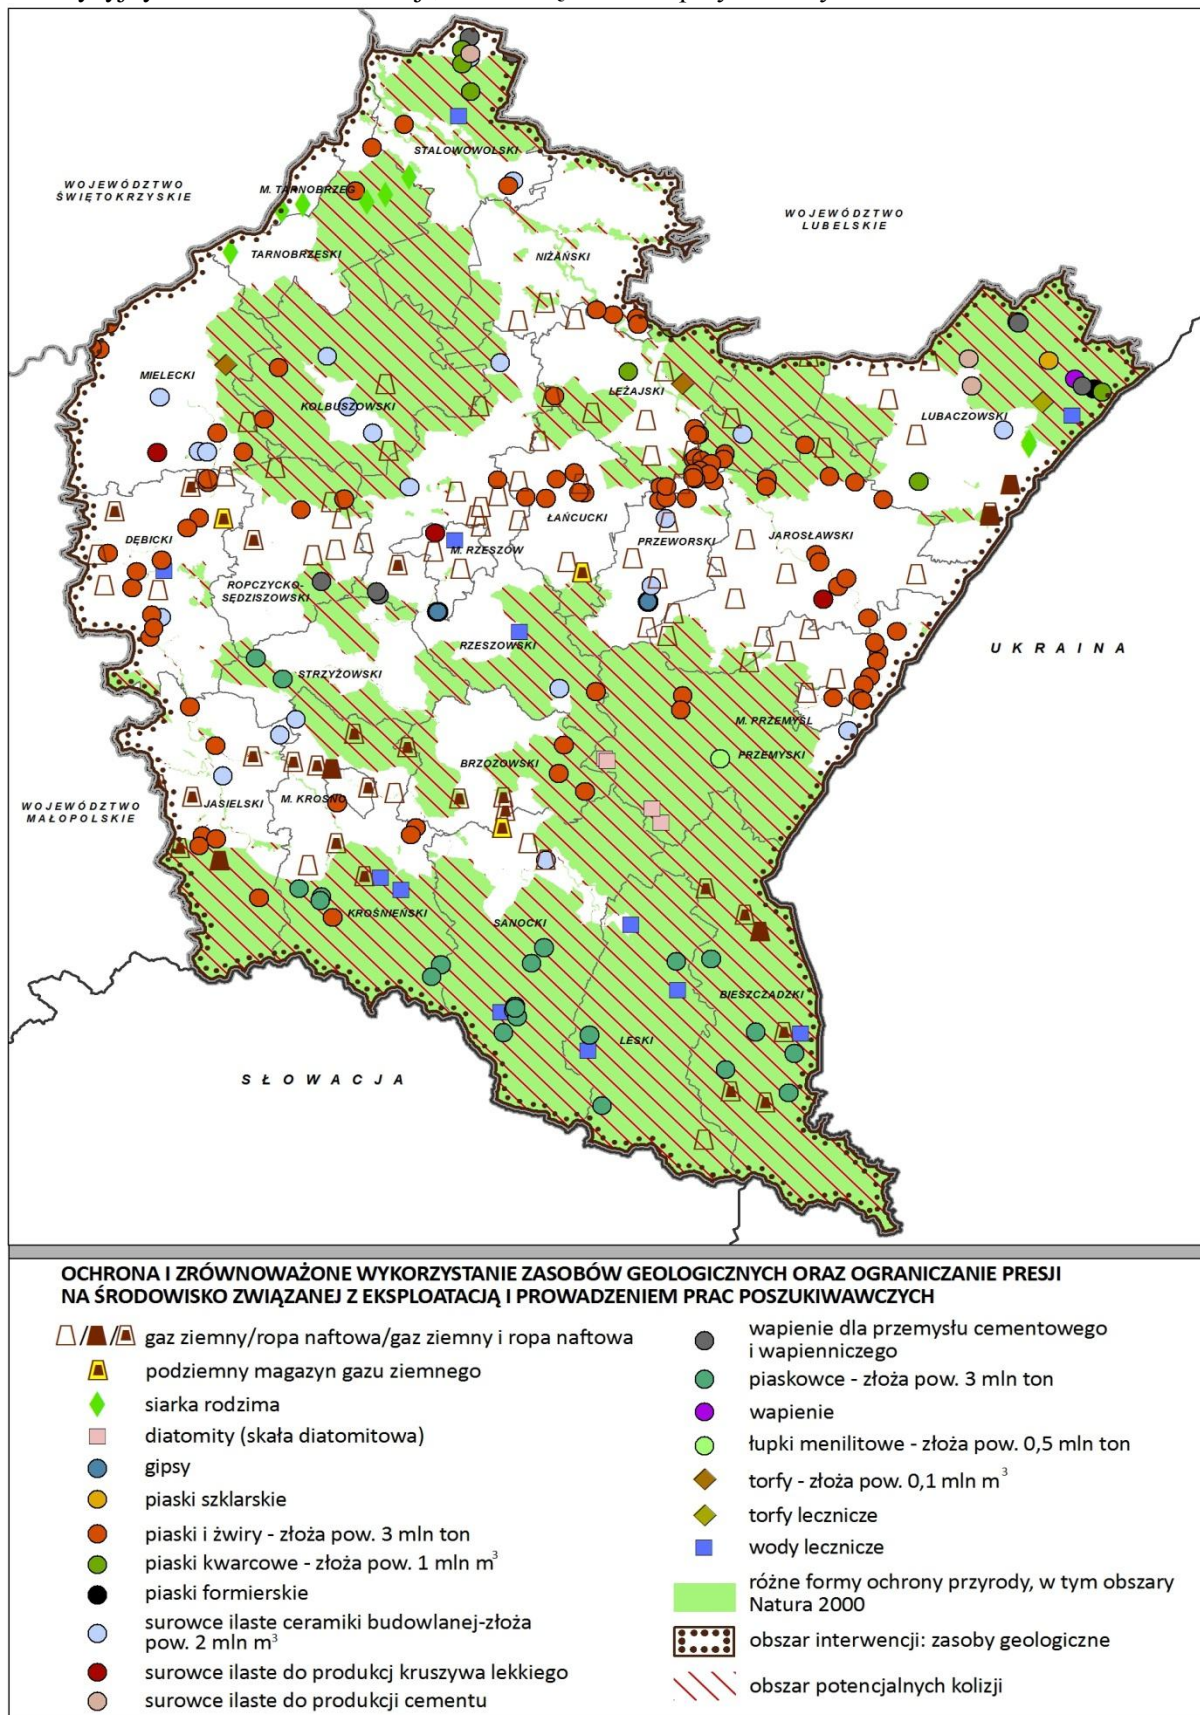 WOJEWÓDZTWO
ŚWIĘTOKRZYSKIE
STALOWOWOLSKI
M. TARNOBRZEG
WOJEWÓDZTWO
LUBELSKIE
TARNOBRZESKI
NIŻAŃSKI
MIELECKI
KOLBUSZOWSKI
LEŻAJSKI
LUBACZOWSKI
ŁAŃCUCKI
DĘBICKI
M. RZESZÓW
PRZEWORSKI
JAROSŁAWSKI
ROPCZYCKO-
SĘDZISZOWSKI
RZESZOWSKI
UKRAINA
STRZYŻOWSKI
M. PRZEMYŚL
PRZEMYSKI
BRZOZOWSKI
WOJEWÓDZTWO
MAŁOPOLSKIE
JASIELSKI
M. KROSNO
KROŚNIEŃSKI
SANOCKI
BIESZCZADZKI
LESKI
SŁOWACJA
OCHRONA I ZRÓWNOWAŻONE WYKORZYSTANIE ZASOBÓW GEOLOGICZNYCH ORAZ OGRANICZANIE PRESJI
NA ŚRODOWISKO ZWIĄZANEJ Z EKSPLOATACJĄ I PROWADZENIEM PRAC POSZUKIWAWCZYCH
/ / gaz ziemny/ropa naftowa/gaz ziemny i ropa naftowa
podziemny magazyn gazu ziemnego
siarka rodzima
diatomity (skała diatomitowa)
gipsy
piaski szklarskie
piaski i żwiry - złoża pow. 3 mln ton
piaski kwarcowe - złoża pow. 1 mln m³
piaski formierskie
surowce ilaste ceramiki budowlanej-złoża
pow. 2 mln m³
surowce ilaste do produkcj kruszywa lekkiego
surowce ilaste do produkcji cementu
wapienie dla przemysłu cementowego
i wapienniczego
piaskowce - złoża pow. 3 mln ton
wapienie
łupki menilitowe - złoża pow. 0,5 mln ton
torfy - złoża pow. 0,1 mln m³
torfy lecznicze
wody lecznicze
różne formy ochrony przyrody, w tym obszary
Natura 2000
obszar interwencji: zasoby geologiczne
obszar potencjalnych kolizji